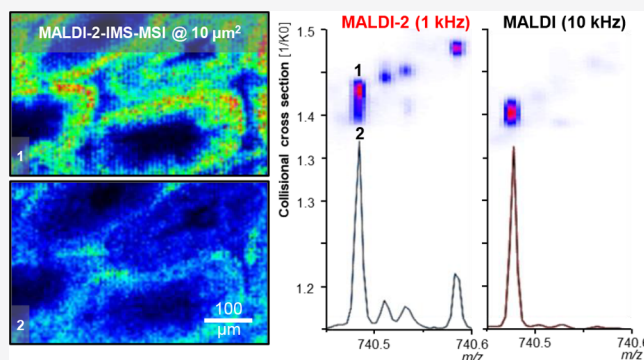 MALDI-2-IMS-MSI @ 10 µm²
1
2
100
µm
MALDI-2 (1 kHz)
MALDI (10 kHz)
Collisional cross section [1/K0]
1.5
1.4
1.3
1.2
1
2
740.5
740.6
m/z
740.5
740.
m/z